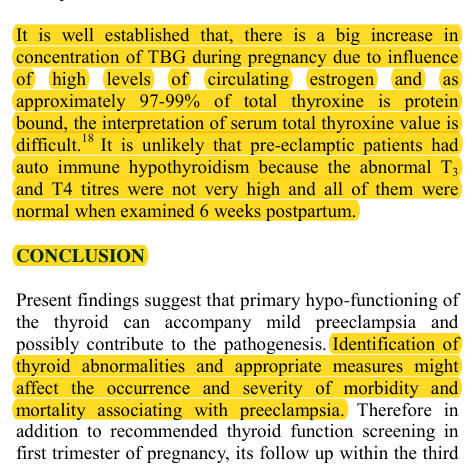 It is well established that, there is a big increase in
concentration of TBG during pregnancy due to influence
of high levels of circulating estrogen and as
approximately 97-99% of total thyroxine is protein
bound, the interpretation of serum total thyroxine value is
difficult.18 It is unlikely that pre-eclamptic patients had
auto immune hypothyroidism because the abnormal T3
and T4 titres were not very high and all of them were
normal when examined 6 weeks postpartum.
CONCLUSION
Present findings suggest that primary hypo-functioning of
the thyroid can accompany mild preeclampsia and
possibly contribute to the pathogenesis. Identification of
thyroid abnormalities and appropriate measures might
affect the occurrence and severity of morbidity and
mortality associating with preeclampsia. Therefore in
addition to recommended thyroid function screening in
first trimester of pregnancy, its follow up within the third